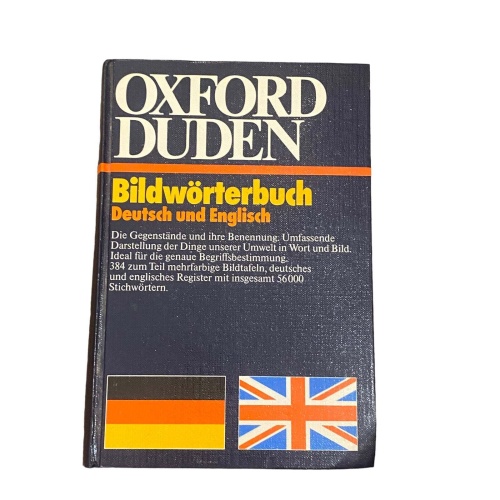 OXFORD
DUDEN
Bildwörterbuch
Deutsch und Englisch
Die Gegenstände und ihre Benennung. Umfassende
Darstellung der Dinge unserer Umwelt in Wort und Bild.
Ideal für die genaue Begriffsbestimmung.
384 zum Teil mehrfarbige Bildtafeln, deutsches
und englisches Register mit insgesamt 56000
Stichwörtern.